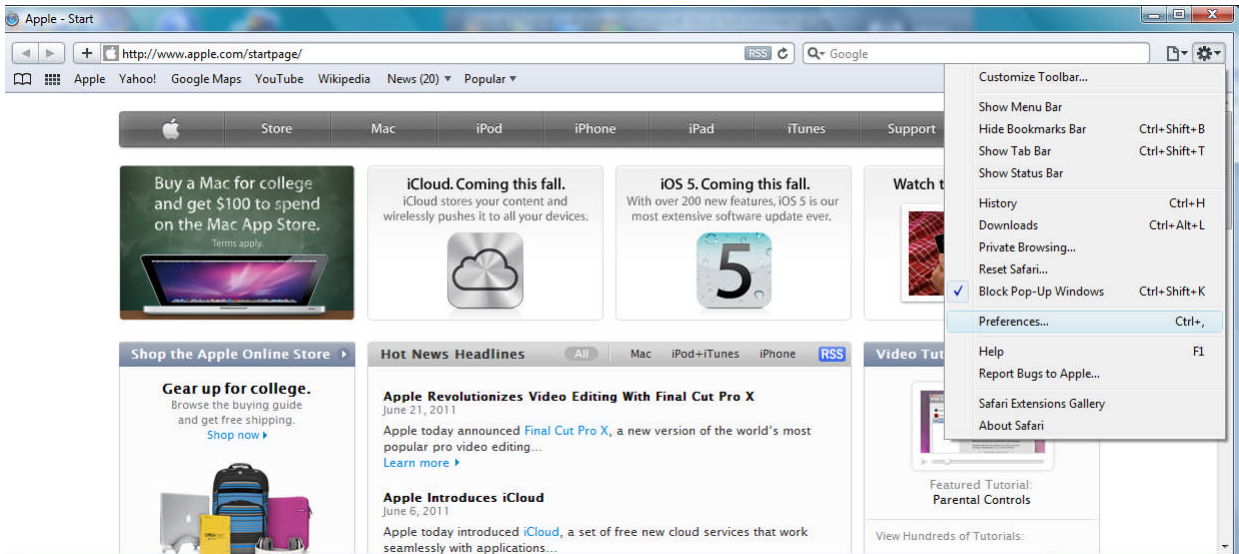 Apple - Start
http://www.apple.com/startpage/
RSS
Google
Apple Yahoo! Google Maps YouTube Wikipedia News (20) ▾ Popular ▾
Store Mac iPod iPhone iPad iTunes Support
Customize Toolbar...
Show Menu Bar
Hide Bookmarks Bar Ctrl+Shift+B
Show Tab Bar Ctrl+Shift+T
Show Status Bar
History Ctrl+H
Downloads Ctrl+Alt+L
Private Browsing...
Reset Safari...
Block Pop-Up Windows Ctrl+Shift+K
Preferences... Ctrl+,
Help F1
Report Bugs to Apple...
Safari Extensions Gallery
About Safari
Buy a Mac for college
and get $100 to spend
on the Mac App Store.
Terms apply.
iCloud. Coming this fall.
iCloud stores your content and
wirelessly pushes it to all your devices.
iOS 5. Coming this fall.
With over 200 new features, iOS 5 is our
most extensive software update ever.
5
Watch t
Shop the Apple Online Store
Gear up for college.
Browse the buying guide
and get free shipping.
Shop now
Hot News Headlines All Mac iPod+iTunes iPhone RSS
Apple Revolutionizes Video Editing With Final Cut Pro X
June 21, 2011
Apple today announced Final Cut Pro X, a new version of the world's most
popular pro video editing...
Learn more
Apple Introduces iCloud
June 6, 2011
Apple today introduced iCloud, a set of free new cloud services that work
seamlessly with applications...
Video Tut
Featured Tutorial:
Parental Controls
View Hundreds of Tutorials: